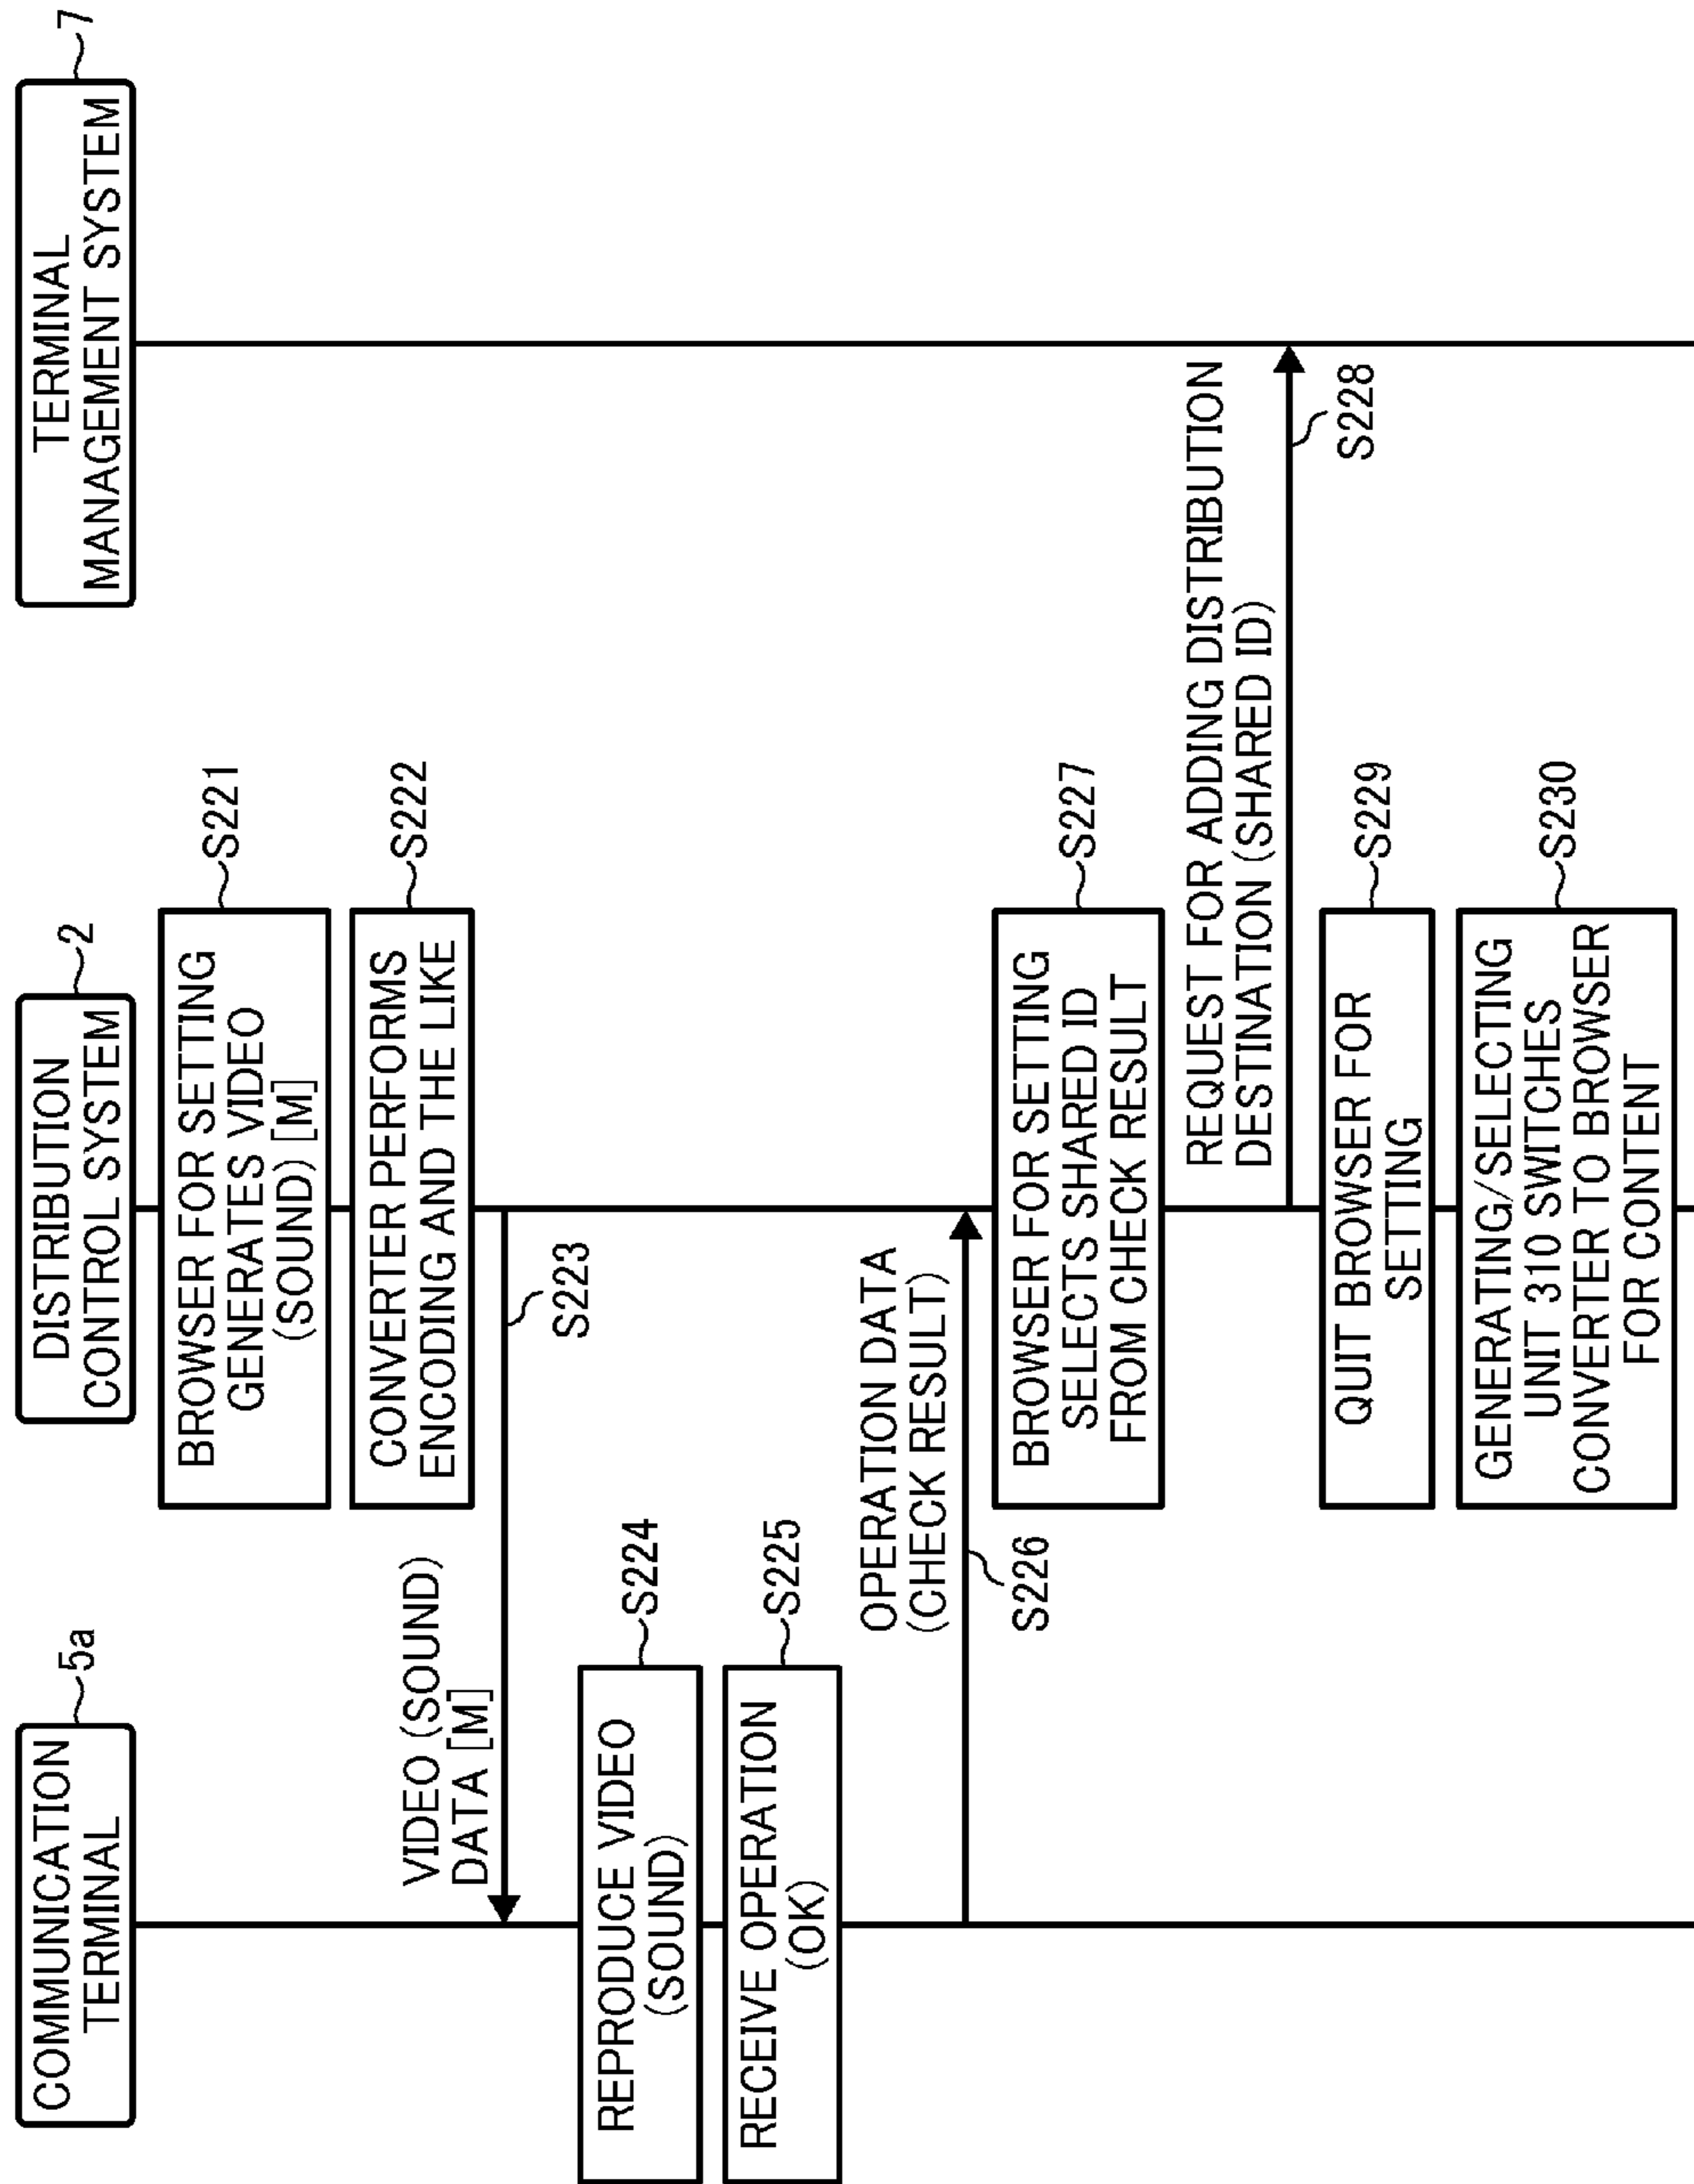 COMMUNICATION
TERMINAL
5a
DISTRIBUTION
CONTROL SYSTEM
2
TERMINAL
MANAGEMENT SYSTEM
7
BROWSER FOR SETTING
GENERATES VIDEO
(SOUND) [M]
S221
CONVERTER PERFORMS
ENCODING AND THE LIKE
S222
VIDEO (SOUND)
DATA [M]
S223
REPRODUCE VIDEO
(SOUND)
S224
RECEIVE OPERATION
(OK)
S225
OPERATION DATA
(CHECK RESULT)
S226
BROWSER FOR SETTING
SELECTS SHARED ID
FROM CHECK RESULT
S227
REQUEST FOR ADDING DISTRIBUTION
DESTINATION (SHARED ID)
S228
QUIT BROWSER FOR
SETTING
S229
GENERATING/SELECTING
UNIT 310 SWITCHES
CONVERTER TO BROWSER
FOR CONTENT
S230